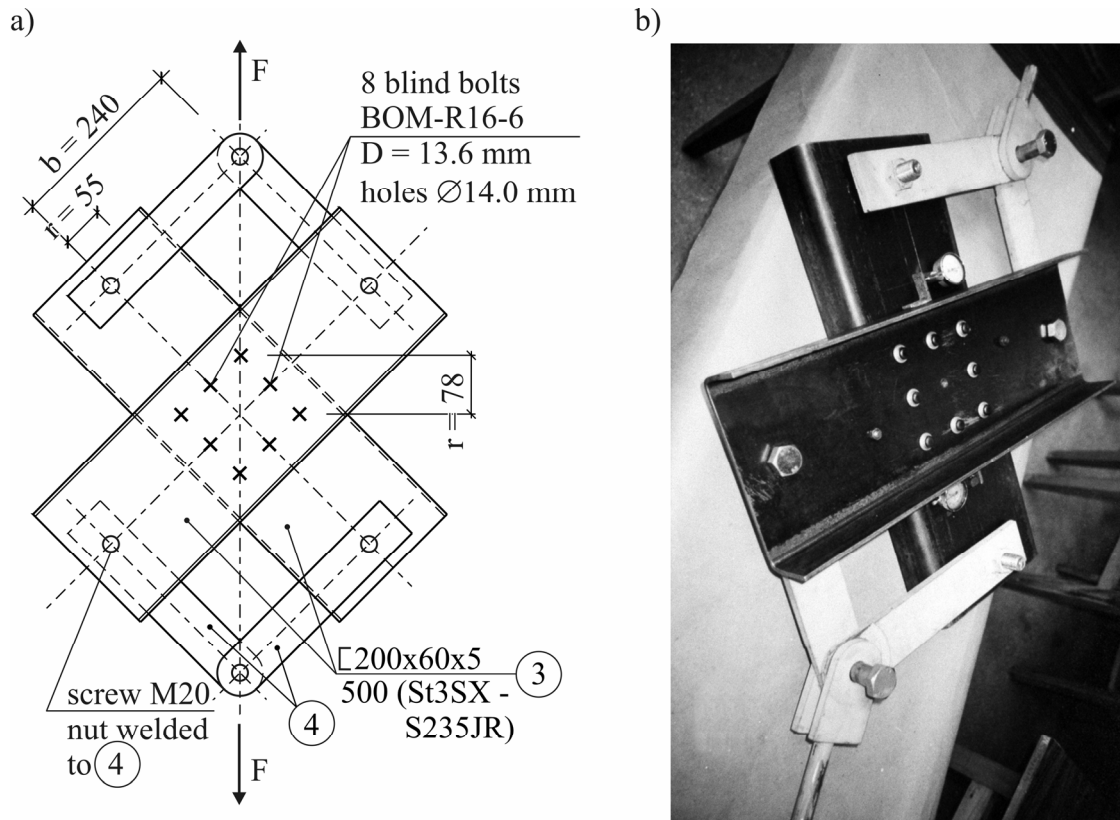 a)
b)
F
b = 240
r = 55
8 blind bolts
BOM-R16-6
D = 13.6 mm
holes Ø14.0 mm
r = 78
[200x60x5
3
500 (St3SX -
S235JR)
screw M20
nut welded
to 4
4
F